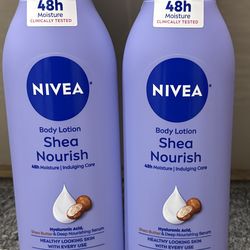 48h
Moisture
CLINICALLY TESTED
NIVEA
Body Lotion
Shea
Nourish
48h Moisture | Indulging Care
Hyaluronic Acid,
Shea Butter & Deep Nourishing Serum
HEALTHY LOOKING SKIN
WITH EVERY USE
48h
Moisture
CLINICALLY TESTED
NIVEA
Body Lotion
Shea
Nourish
48h Moisture | Indulging Care
Hyaluronic Acid,
Shea Butter & Deep Nourishing Serum
HEALTHY LOOKING SKIN
WITH EVERY USE